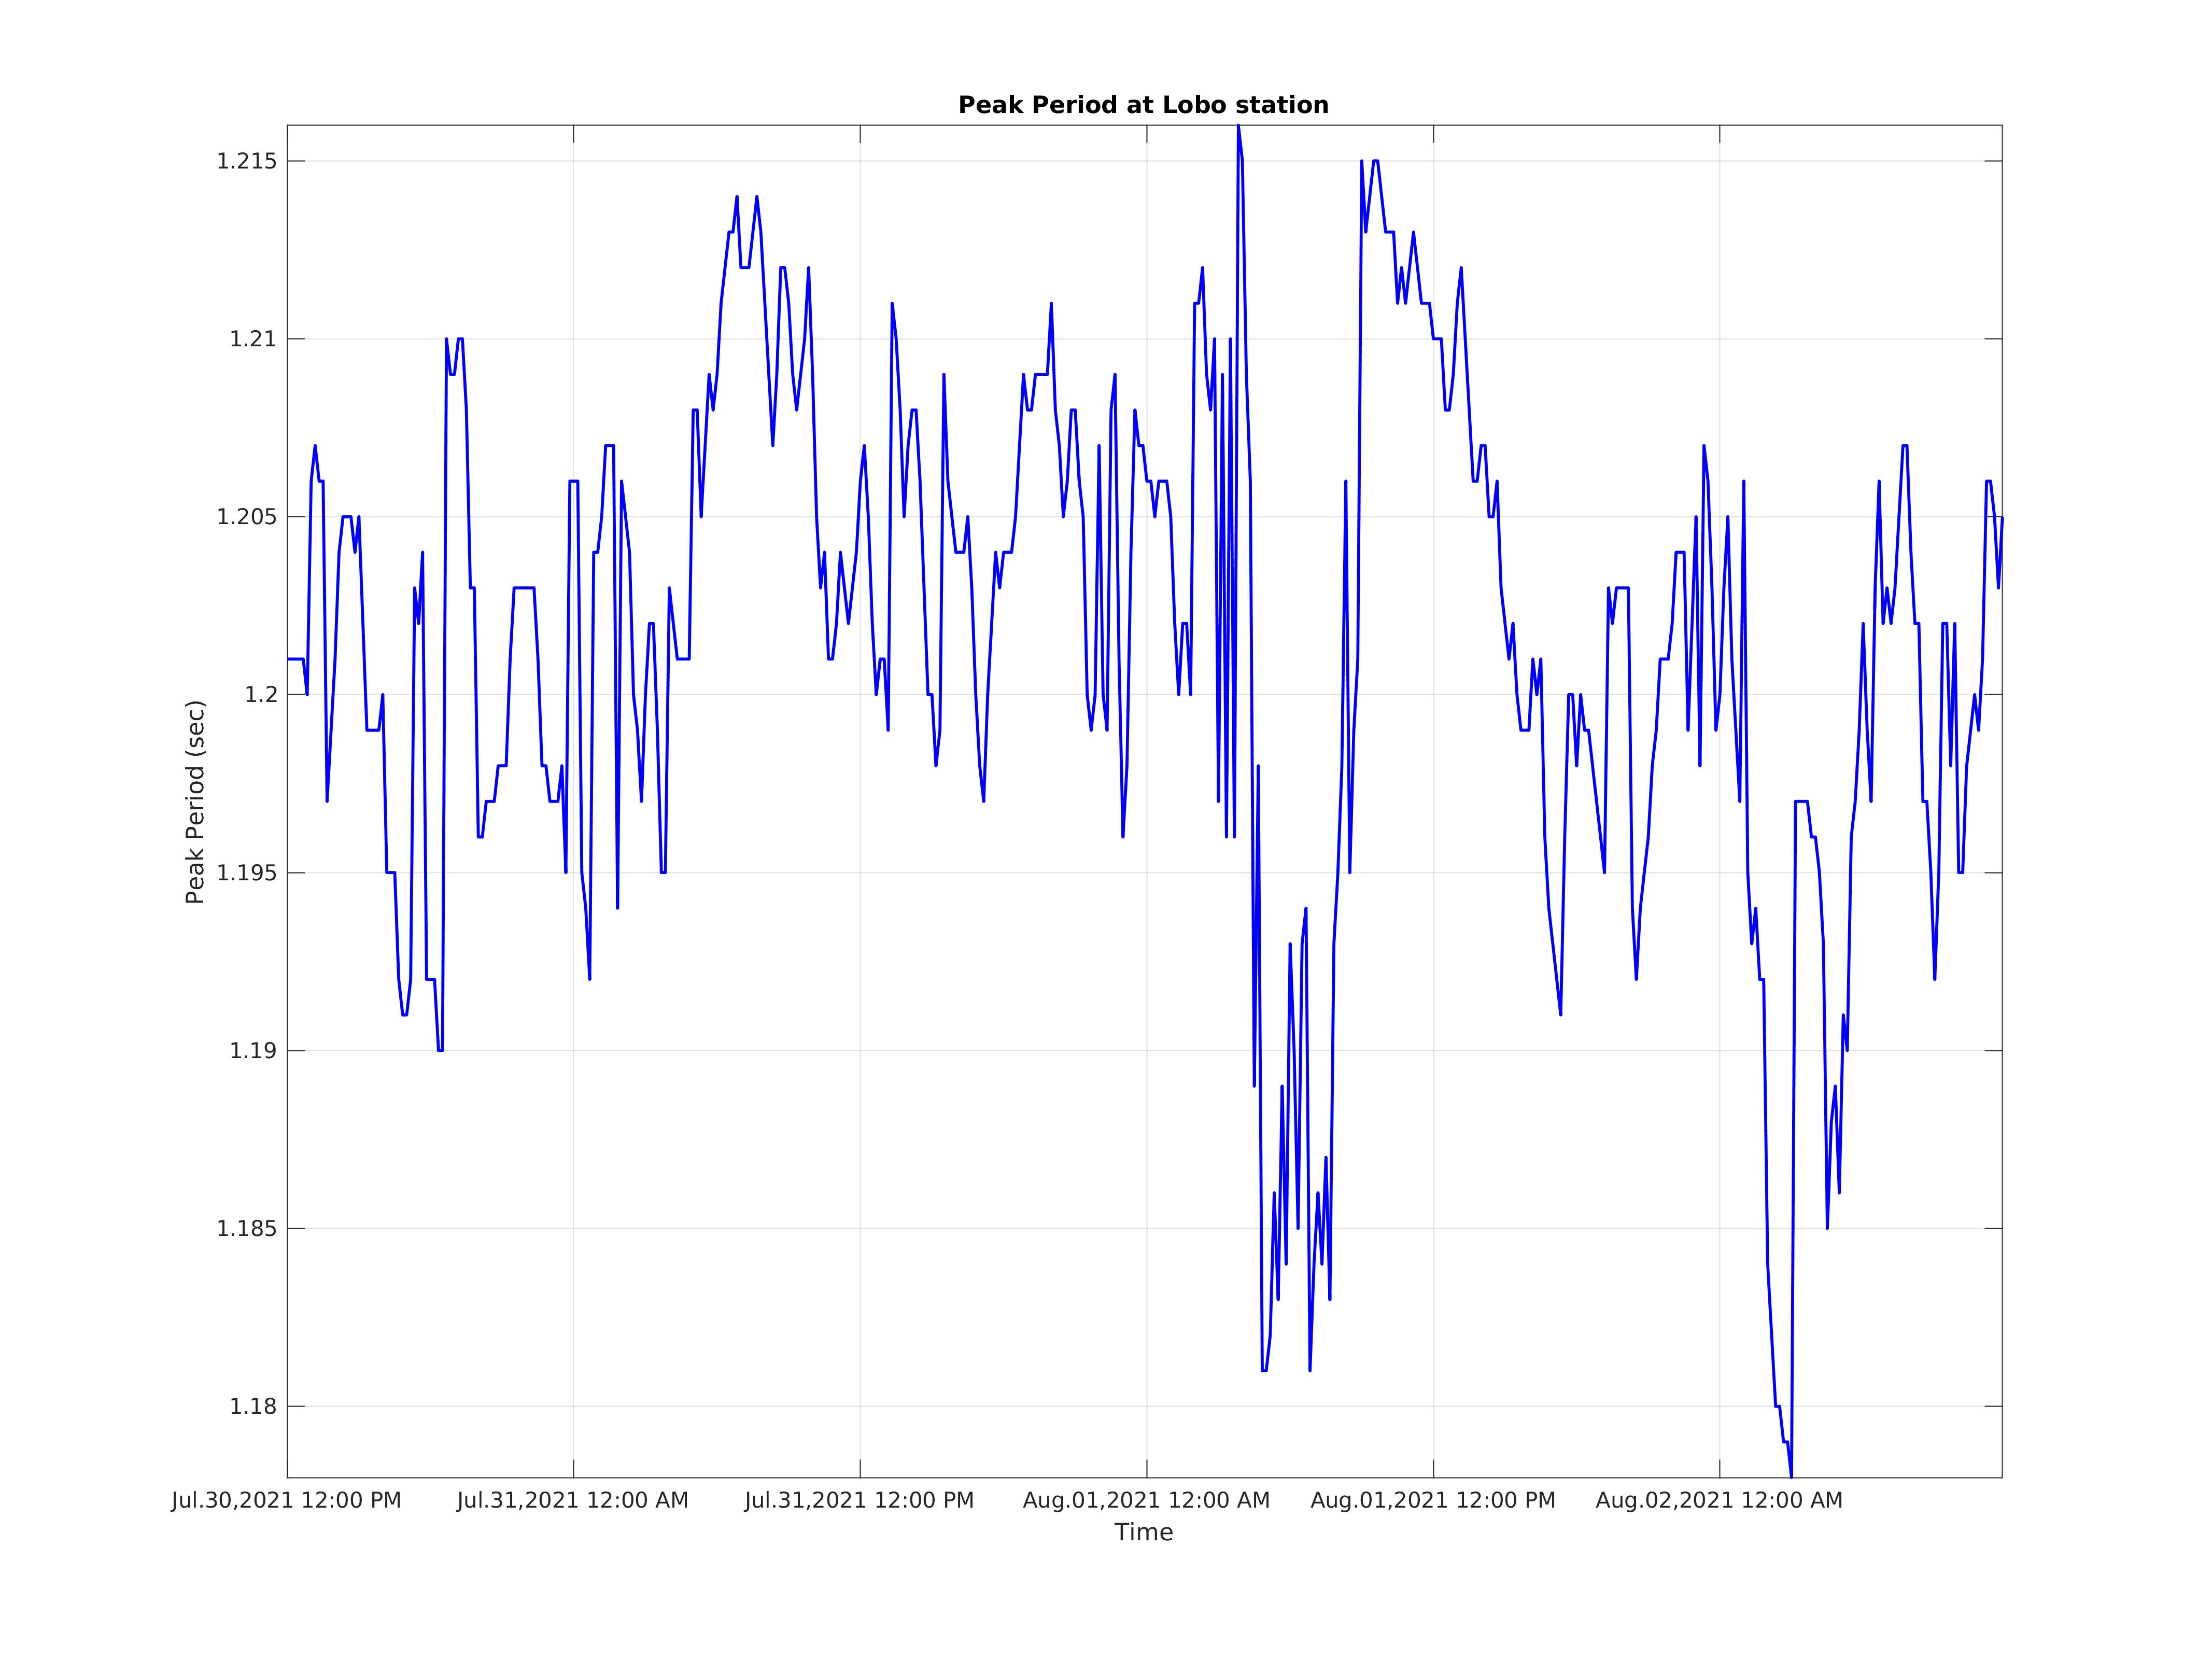 Peak Period at Lobo station
1.215
1.21
1.205
1.2
1.195
1.19
1.185
1.18
Peak Period (sec)
Jul.30,2021 12:00 PM
Jul.31,2021 12:00 AM
Jul.31,2021 12:00 PM
Aug.01,2021 12:00 AM
Aug.01,2021 12:00 PM
Aug.02,2021 12:00 AM
Time